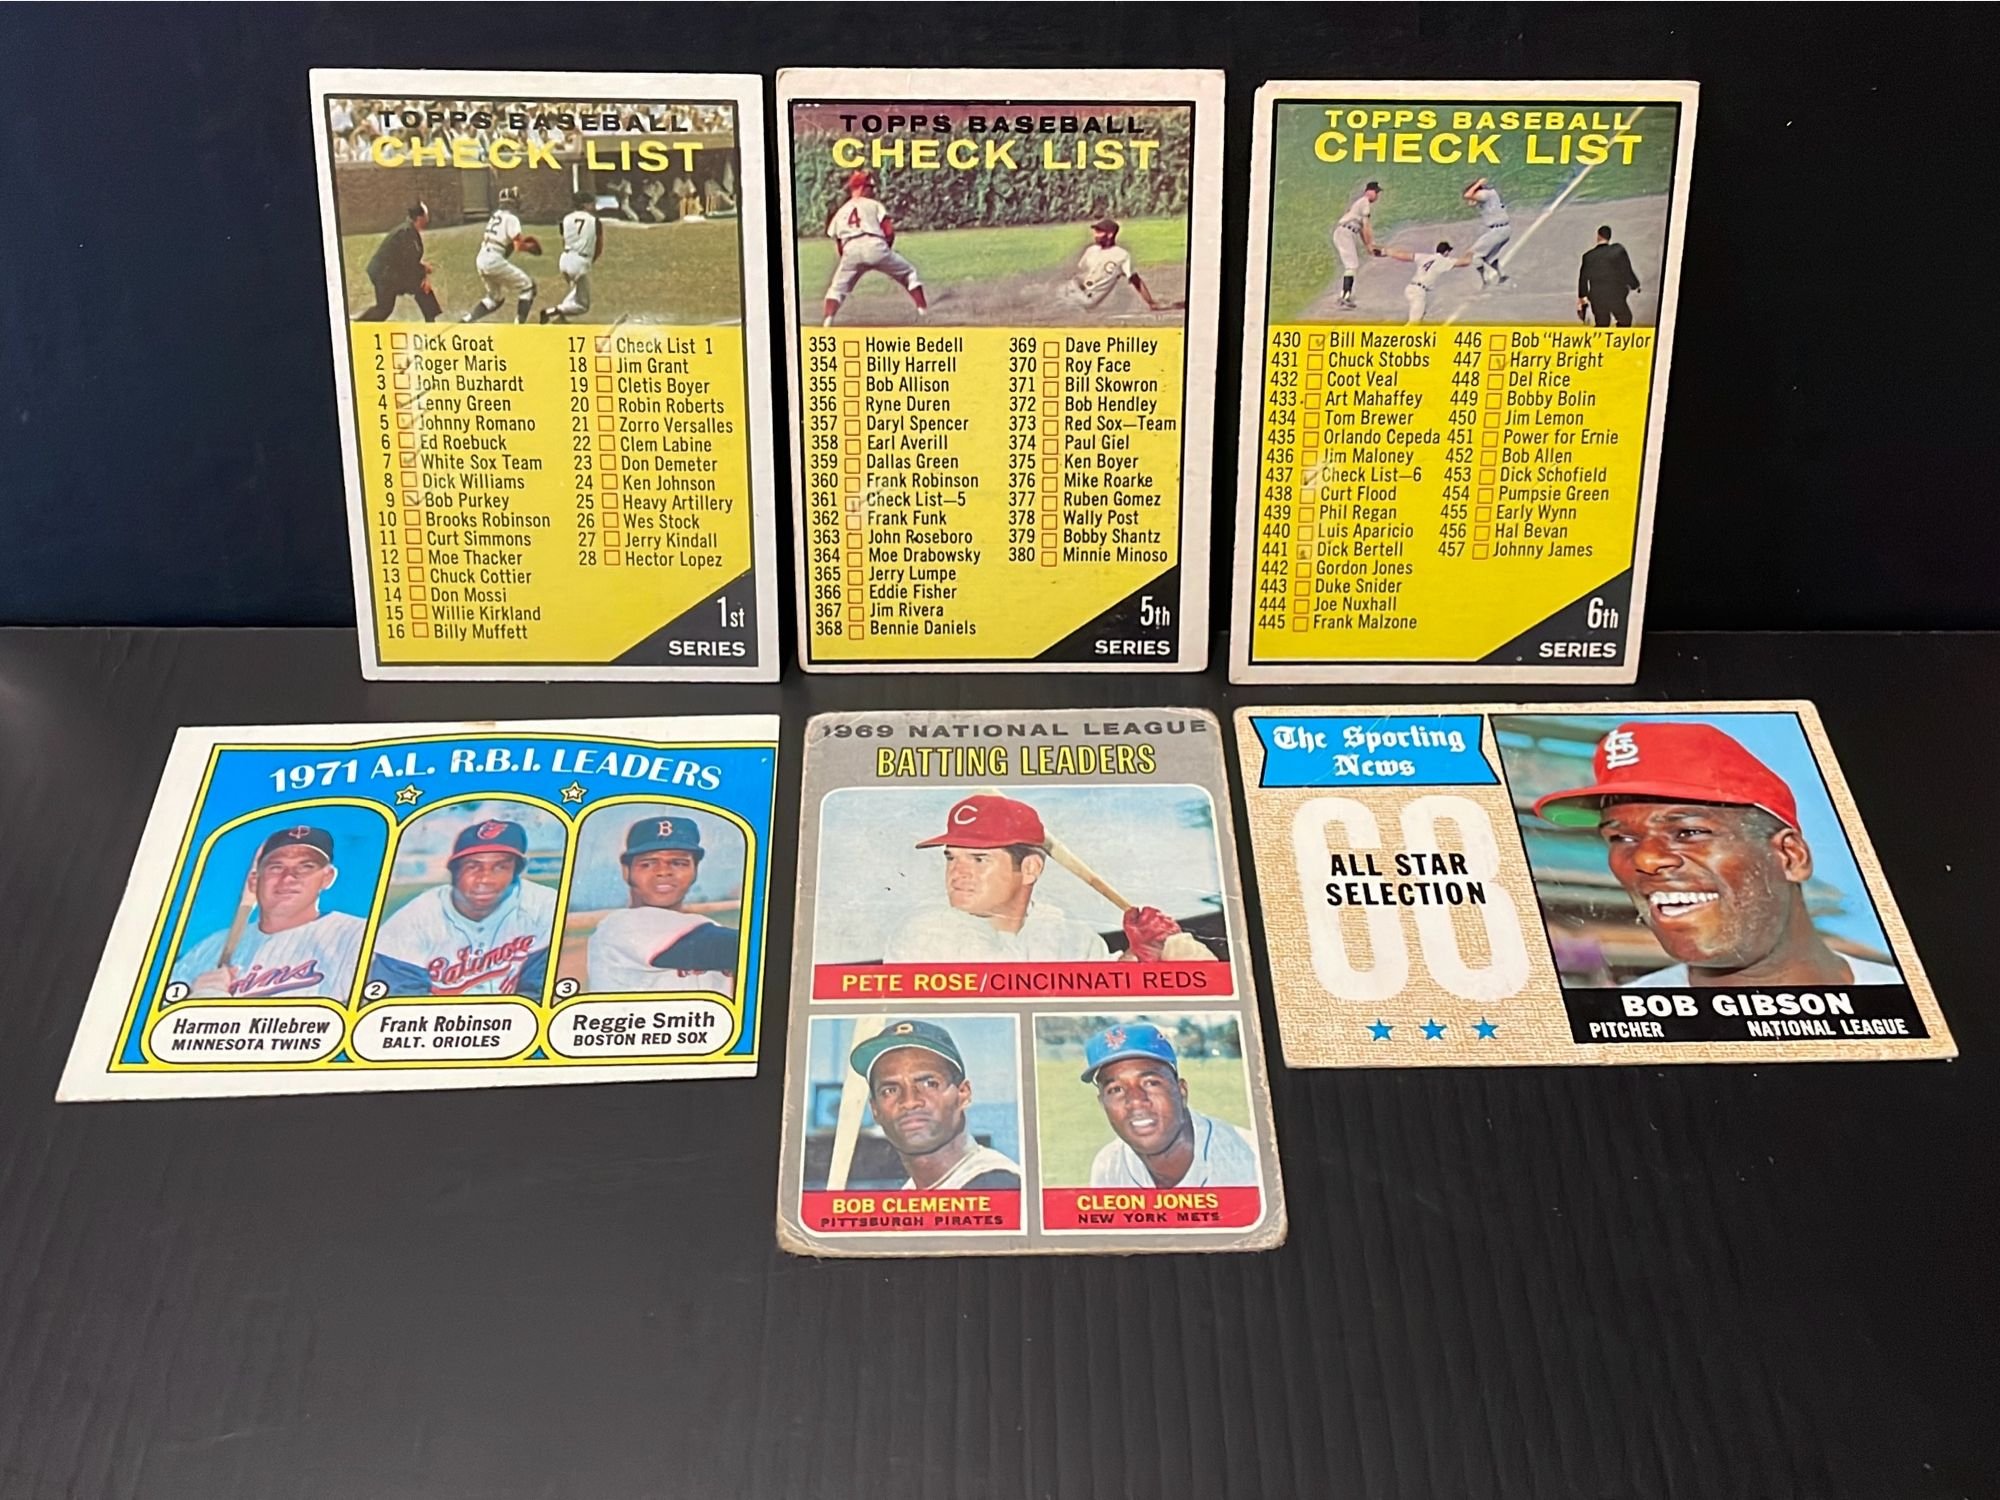 TOPPS BASEBALL
CHECK LIST
22
7
1 Dick Groat
2 Roger Maris
3 John Buzhardt
4 Lenny Green
5 Johnny Romano
6 Ed Roebuck
7 White Sox Team
8 Dick Williams
9 Bob Purkey
10 Brooks Robinson
11 Curt Simmons
12 Moe Thacker
13 Chuck Cottier
14 Don Mossi
15 Willie Kirkland
16 Billy Muffett
17 Check List 1
18 Jim Grant
19 Cletis Boyer
20 Robin Roberts
21 Zorro Versalles
22 Clem Labine
23 Don Demeter
24 Ken Johnson
25 Heavy Artillery
26 Wes Stock
27 Jerry Kindall
28 Hector Lopez
1st
SERIES
TOPPS BASEBALL
CHECK LIST
4
353 Howie Bedell
354 Billy Harrell
355 Bob Allison
356 Ryne Duren
357 Daryl Spencer
358 Earl Averill
359 Dallas Green
360 Frank Robinson
361 Check List–5
362 Frank Funk
363 John Roseboro
364 Moe Drabowsky
365 Jerry Lumpe
366 Eddie Fisher
367 Jim Rivera
368 Bennie Daniels
369 Dave Philley
370 Roy Face
371 Bill Skowron
372 Bob Hendley
373 Red Sox—Team
374 Paul Giel
375 Ken Boyer
376 Mike Roarke
377 Ruben Gomez
378 Wally Post
379 Bobby Shantz
380 Minnie Minoso
5th
SERIES
TOPPS BASEBALL
CHECK LIST
4
430 Bill Mazeroski
431 Chuck Stobbs
432 Coot Veal
433 Art Mahaffey
434 Tom Brewer
435 Orlando Cepeda
436 Jim Maloney
437 Check List–6
438 Curt Flood
439 Phil Regan
440 Luis Aparicio
441 Dick Bertell
442 Gordon Jones
443 Duke Snider
444 Joe Nuxhall
445 Frank Malzone
446 Bob "Hawk" Taylor
447 Harry Bright
448 Del Rice
449 Bobby Bolin
450 Jim Lemon
451 Power for Ernie
452 Bob Allen
453 Dick Schofield
454 Pumpsie Green
455 Early Wynn
456 Hal Bevan
457 Johnny James
6th
SERIES
1971 A.L. R.B.I. LEADERS
B
Twins
Baltimore
1
2
3
Harmon Killebrew
MINNESOTA TWINS
Frank Robinson
BALT. ORIOLES
Reggie Smith
BOSTON RED SOX
1969 NATIONAL LEAGUE
BATTING LEADERS
C
PETE ROSE/CINCINNATI REDS
BOB CLEMENTE
PITTSBURGH PIRATES
CLEON JONES
NEW YORK METS
The Sporting
News
68
ALL STAR
SELECTION
StL
BOB GIBSON
PITCHER NATIONAL LEAGUE